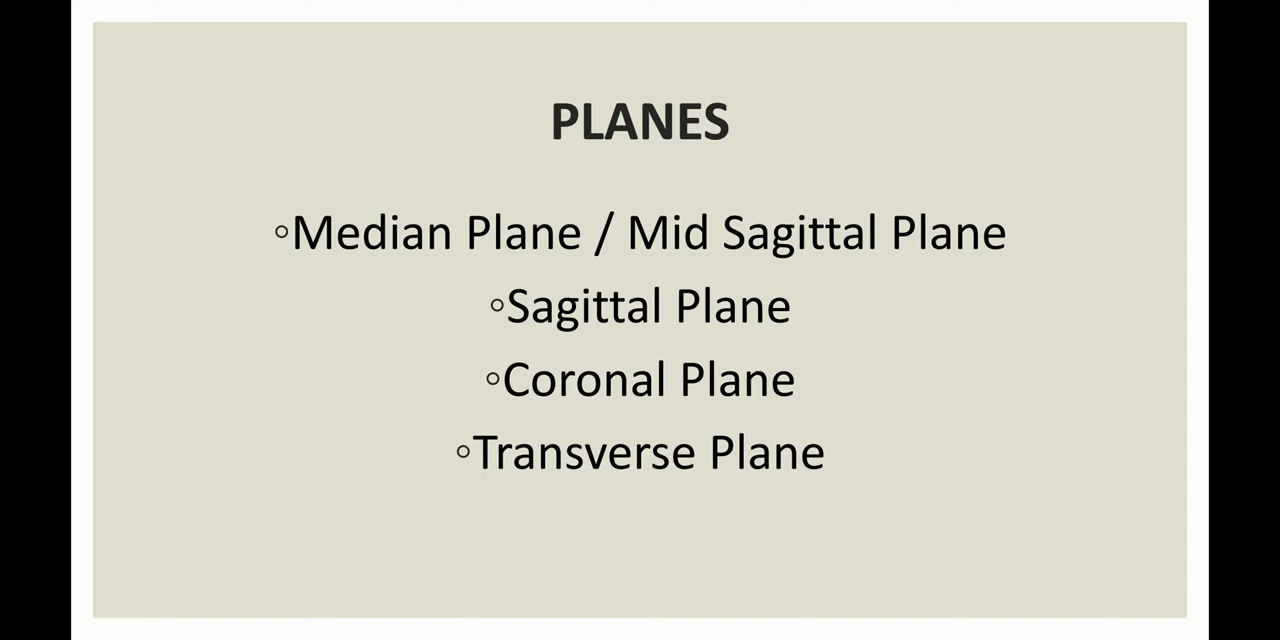 PLANES
◦Median Plane / Mid Sagittal Plane
◦Sagittal Plane
◦Coronal Plane
◦Transverse Plane